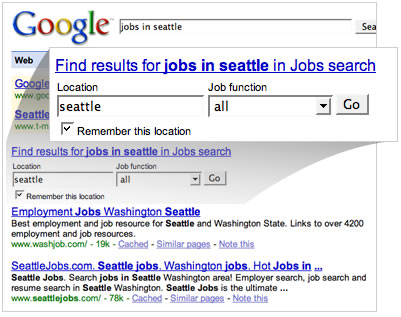 Google
jobs in seattle
Sea
Web
Google
www.goo
Find results for jobs in seattle in Jobs search
Location Job function
seattle all Go
Remember this location
Seattle
www.t-m
Find results for jobs in seattle in Jobs search
Location Job function
seattle all Go
Remember this location
Employment Jobs Washington Seattle
Best employment and job resource for Seattle and Washington State. Links to over 4200
employment and job resources.
www.washjob.com/ - 19k - Cached - Similar pages - Note this
SeattleJobs.com. Seattle jobs. Washington jobs. Hot Jobs in ...
Seattle Jobs. Search jobs in Seattle Washington area! Employer search, job search and
resume search in Seattle Washington. Seattle Jobs is the ultimate ...
www.seattlejobs.com/ - 78k - Cached - Similar pages - Note this